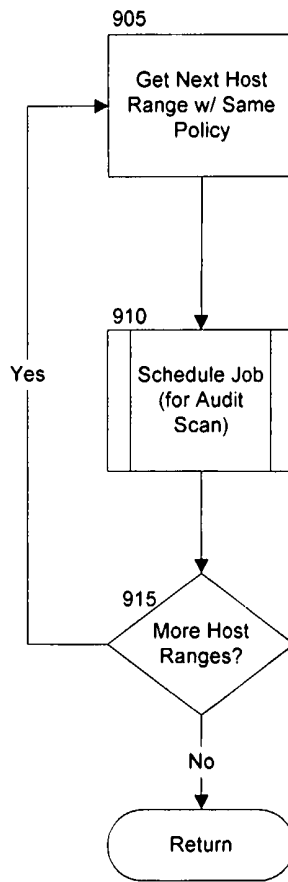 905
Get Next Host
Range w/ Same
Policy
910
Yes
Schedule Job
(for Audit
Scan)
915
More Host
Ranges?
No
Return